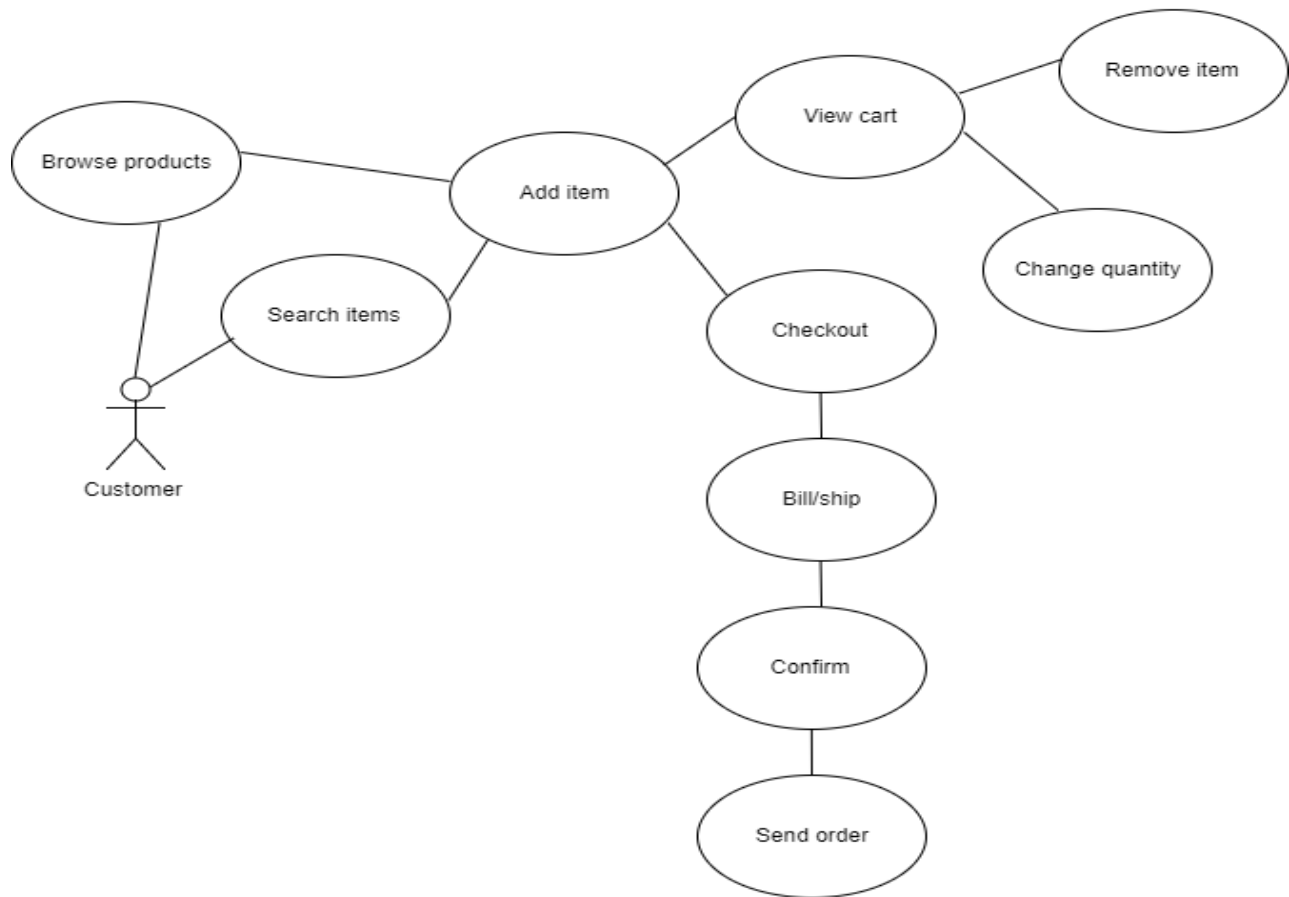 Remove item
View cart
Browse products
Add item
Change quantity
Search items
Checkout
Customer
Bill/ship
Confirm
Send order